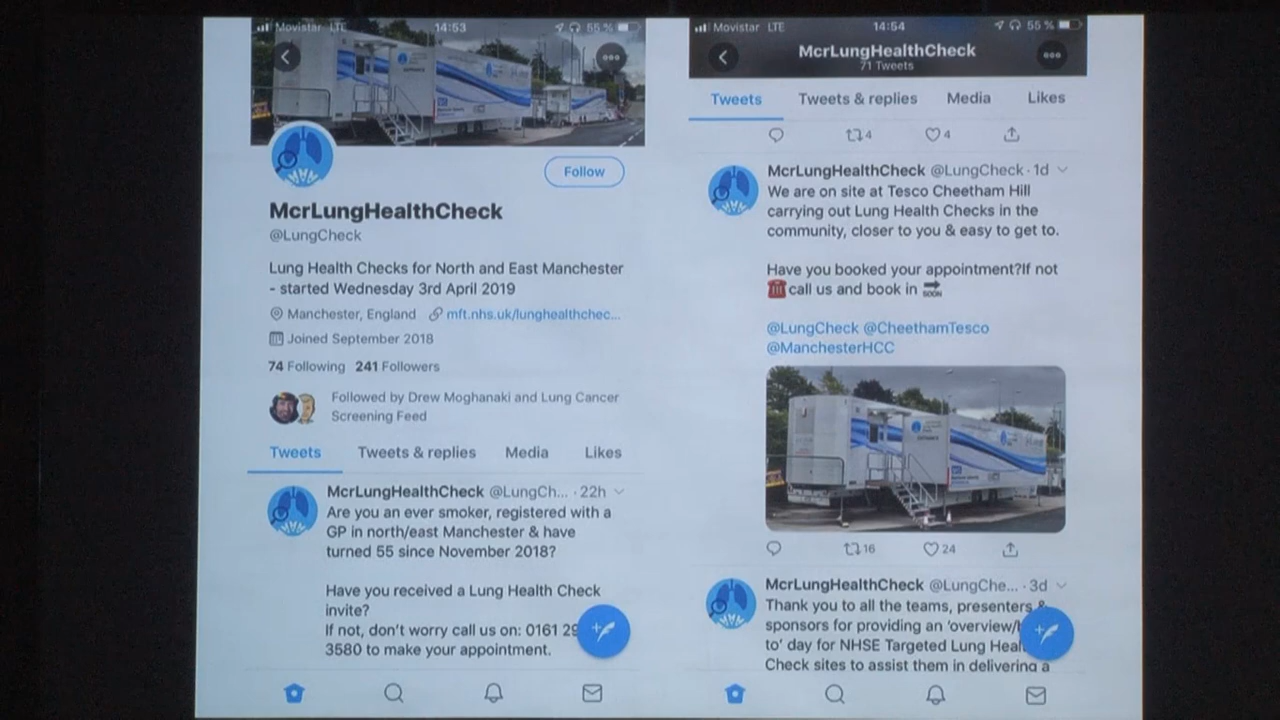 Movistar LTE
14:53
55 %
Follow
McrLungHealthCheck
@LungCheck
Lung Health Checks for North and East Manchester
- started Wednesday 3rd April 2019
Manchester, England mft.nhs.uk/lunghealthchec...
Joined September 2018
74 Following 241 Followers
Followed by Drew Moghanaki and Lung Cancer
Screening Feed
Tweets Tweets & replies Media Likes
McrLungHealthCheck @LungCh... · 22h
Are you an ever smoker, registered with a
GP in north/east Manchester & have
turned 55 since November 2018?
Have you received a Lung Health Check
invite?
If not, don't worry call us on: 0161 29
3580 to make your appointment.
Movistar LTE
14:54
55 %
McrLungHealthCheck
71 Tweets
Tweets Tweets & replies Media Likes
4 4
McrLungHealthCheck @LungCheck · 1d
We are on site at Tesco Cheetham Hill
carrying out Lung Health Checks in the
community, closer to you & easy to get to.
Have you booked your appointment?If not
call us and book in SOON
@LungCheck @CheethamTesco
@ManchesterHCC
16 24
McrLungHealthCheck @LungChe... · 3d
Thank you to all the teams, presenters &
sponsors for providing an 'overview/
to' day for NHSE Targeted Lung Heal
Check sites to assist them in delivering a